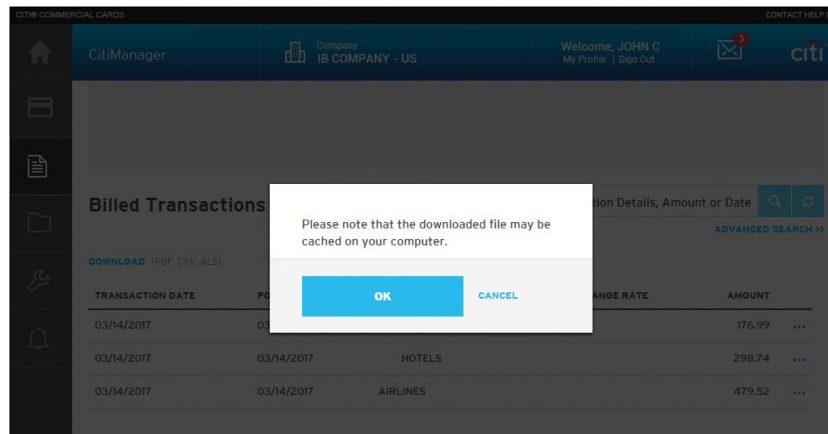 CITI® COMMERCIAL CARDS CONTACT HELP
CitiManager
Company
IB COMPANY - US
Welcome, JOHN C
My Profile | Sign Out
3
citi
Billed Transactions
tion Details, Amount or Date
ADVANCED SEARCH >>
Please note that the downloaded file may be
cached on your computer.
OK CANCEL
DOWNLOAD (PDF, CSV, XLS)
TRANSACTION DATE PO ANGE RATE AMOUNT
03/14/2017 03 176.99 •••
03/14/2017 03/14/2017 HOTELS 298.74 •••
03/14/2017 03/14/2017 AIRLINES 479.52 •••